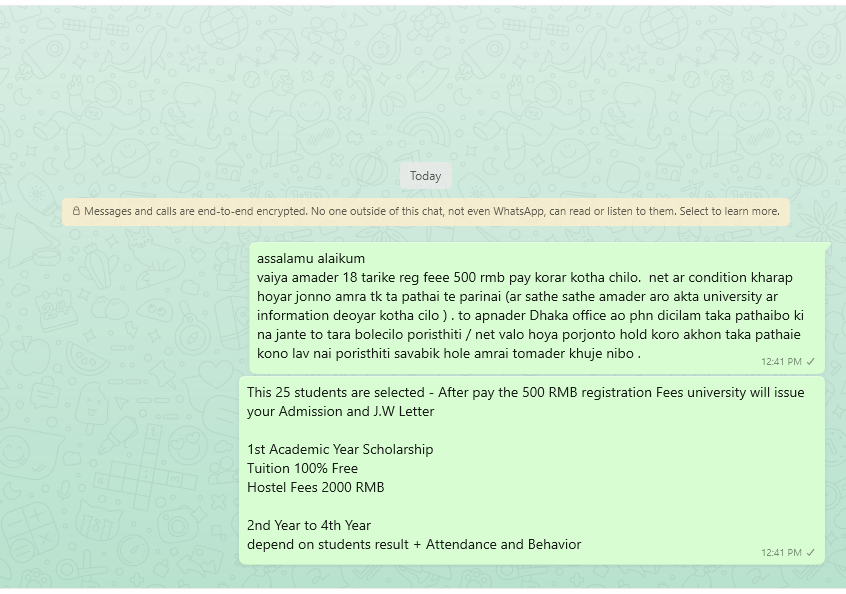 Today
Messages and calls are end-to-end encrypted. No one outside of this chat, not even WhatsApp, can read or listen to them. Select to learn more.
assalamu alaikum
vaiya amader 18 tarike reg feee 500 rmb pay korar kotha chilo.  net ar condition kharap
hoyar jonno amra tk ta pathai te parinai (ar sathe sathe amader aro akta university ar
information deoyar kotha cilo ) . to apnader Dhaka office ao phn dicilam taka pathaibo ki
na jante to tara bolecilo poristhiti / net valo hoya porjonto hold koro akhon taka pathaie
kono lav nai poristhiti savabik hole amrai tomader khuje nibo .
12:41 PM
This 25 students are selected - After pay the 500 RMB registration Fees university will issue
your Admission and J.W Letter
1st Academic Year Scholarship
Tuition 100% Free
Hostel Fees 2000 RMB
2nd Year to 4th Year
depend on students result + Attendance and Behavior
12:41 PM